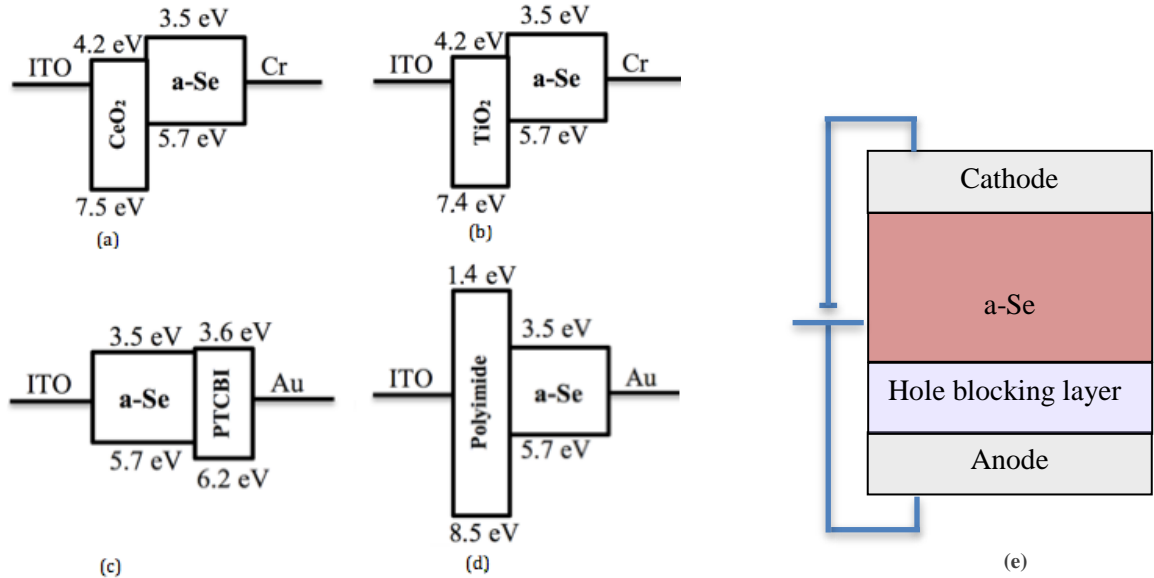 3.5 eV
4.2 eV
ITO
a-Se
Cr
CeO₂
5.7 eV
7.5 eV
(a)
3.5 eV
4.2 eV
ITO
a-Se
Cr
TiO₂
5.7 eV
7.4 eV
(b)
3.5 eV
3.6 eV
ITO
a-Se
PTCBI
Au
5.7 eV
6.2 eV
(c)
1.4 eV
3.5 eV
ITO
Polyimide
a-Se
Au
5.7 eV
8.5 eV
(d)
Cathode
a-Se
Hole blocking layer
Anode
(e)